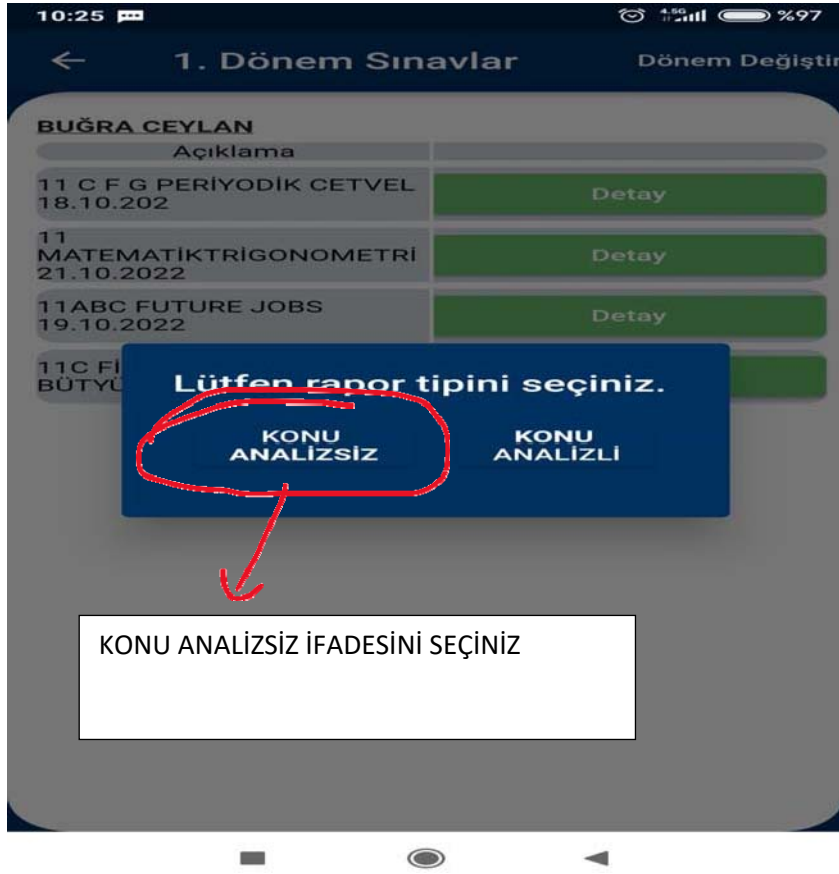 10:25
4.5G %97
1. Dönem Sınavlar Dönem Değiştir
BUĞRA CEYLAN
Açıklama
11 C F G PERİYODİK CETVEL Detay
18.10.202
11
MATEMATİKTRİGONOMETRİ Detay
21.10.2022
11ABC FUTURE JOBS Detay
19.10.2022
11C Fİ
BÜTYÜ
Lütfen rapor tipini seçiniz.
KONU KONU
ANALİZSİZ ANALİZLİ
KONU ANALİZSİZ İFADESİNİ SEÇİNİZ